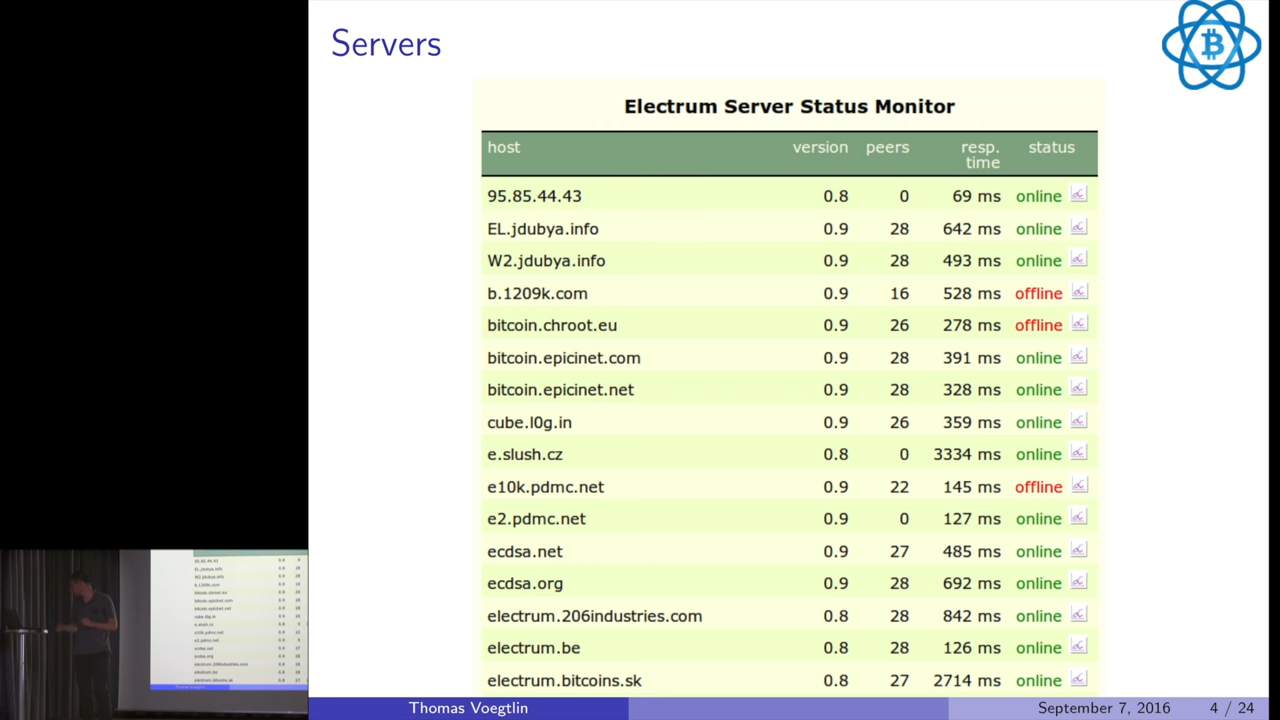 Servers
Electrum Server Status Monitor
host version peers resp. time status
95.85.44.43 0.8 0 69 ms online
EL.jdubya.info 0.9 28 642 ms online
W2.jdubya.info 0.9 28 493 ms online
b.1209k.com 0.9 16 528 ms offline
bitcoin.chroot.eu 0.9 26 278 ms offline
bitcoin.epicinet.com 0.9 28 391 ms online
bitcoin.epicinet.net 0.9 28 328 ms online
cube.l0g.in 0.9 26 359 ms online
e.slush.cz 0.8 0 3334 ms online
e10k.pdmc.net 0.9 22 145 ms offline
e2.pdmc.net 0.9 0 127 ms online
ecdsa.net 0.9 27 485 ms online
ecdsa.org 0.9 28 692 ms online
electrum.206industries.com 0.8 28 842 ms online
electrum.be 0.8 28 126 ms online
electrum.bitcoins.sk 0.8 27 2714 ms online
Thomas Voegtlin September 7, 2016 4 / 24